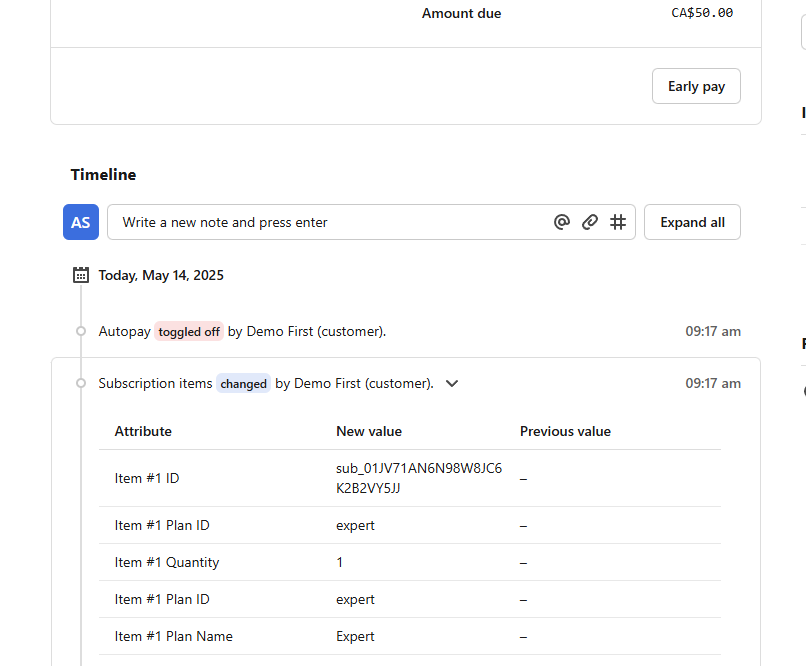 Amount due CA$50.00
Early pay
Timeline
AS Write a new note and press enter Expand all
Today, May 14, 2025
Autopay toggled off by Demo First (customer). 09:17 am
Subscription items changed by Demo First (customer). 09:17 am
Attribute New value Previous value
Item #1 ID sub_01JV71AN6N98W8JC6 –
K2B2VY5JJ
Item #1 Plan ID expert –
Item #1 Quantity 1 –
Item #1 Plan ID expert –
Item #1 Plan Name Expert –